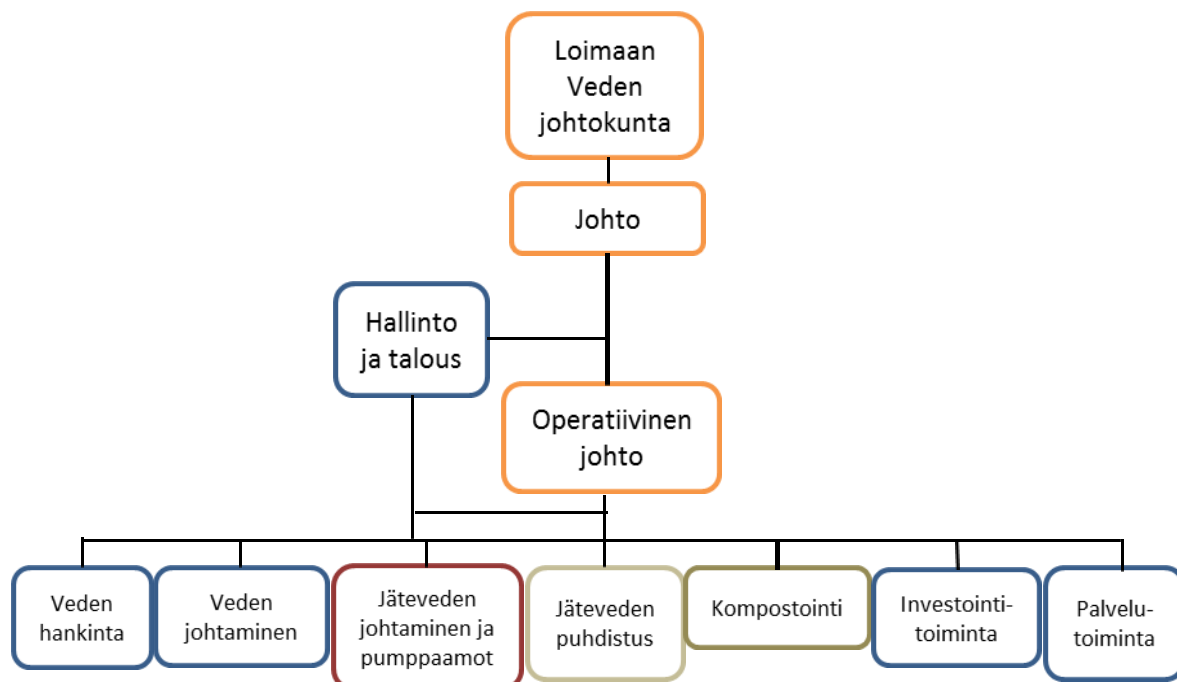 Loimaan
Veden
johtokunta
Johto
Hallinto
ja talous
Operatiivinen
johto
Veden
hankinta
Veden
johtaminen
Jäteveden
johtaminen ja
pumppaamot
Jäteveden
puhdistus
Kompostointi
Investointi-
toiminta
Palvelu-
toiminta